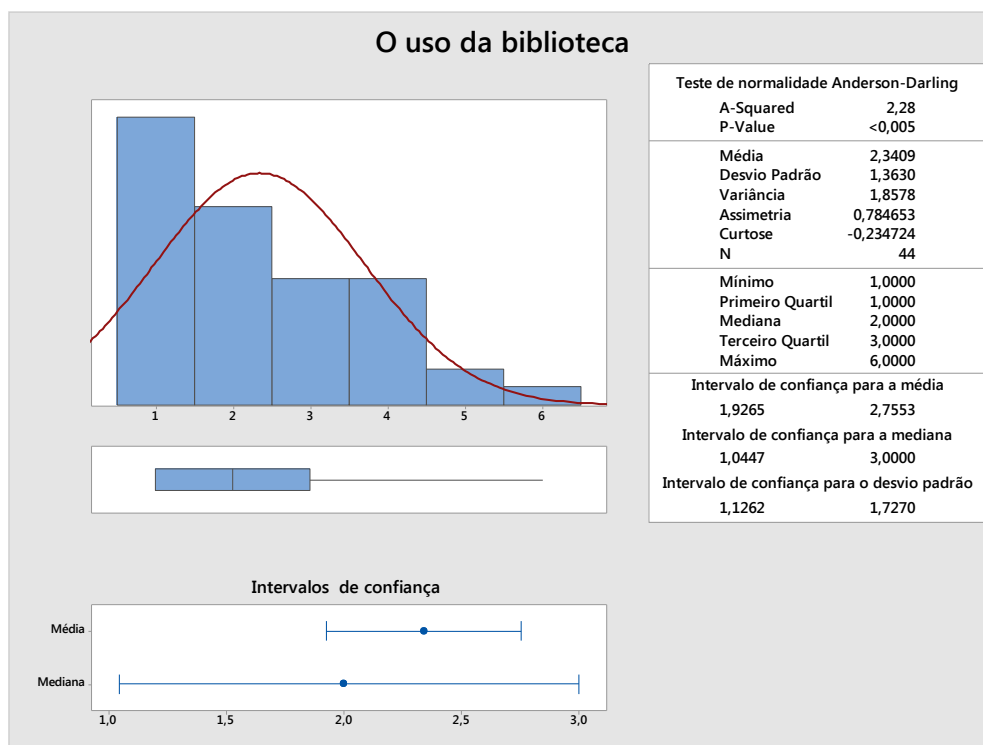 O uso da biblioteca
1 2 3 4 5 6
Intervalos de confiança
Média
Mediana
1,0 1,5 2,0 2,5 3,0
Teste de normalidade Anderson-Darling
A-Squared 2,28
P-Value <0,005
Média 2,3409
Desvio Padrão 1,3630
Variância 1,8578
Assimetria 0,784653
Curtose -0,234724
N 44
Mínimo 1,0000
Primeiro Quartil 1,0000
Mediana 2,0000
Terceiro Quartil 3,0000
Máximo 6,0000
Intervalo de confiança para a média
1,9265 2,7553
Intervalo de confiança para a mediana
1,0447 3,0000
Intervalo de confiança para o desvio padrão
1,1262 1,7270